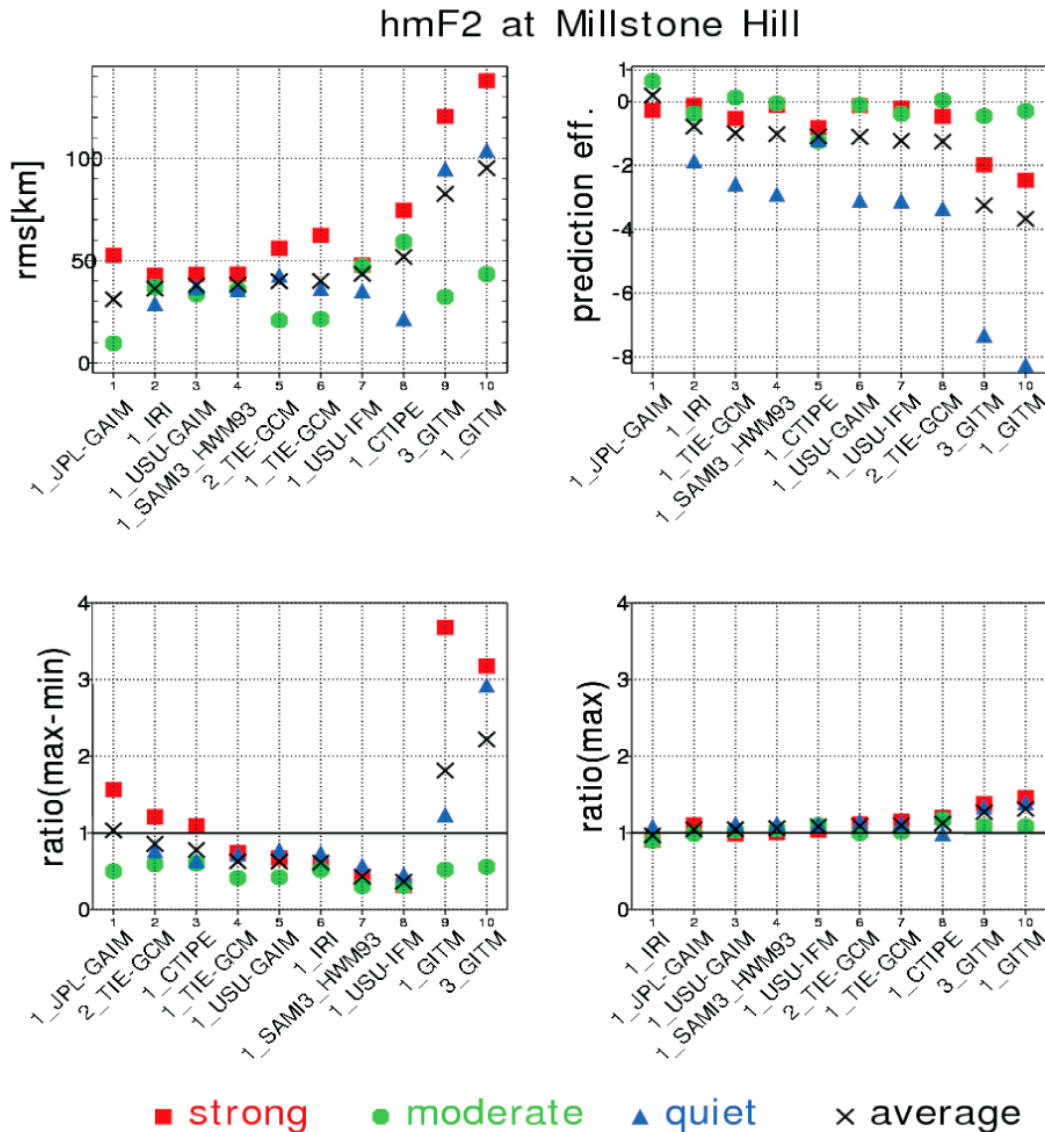 hmF2 at Millstone Hill
rms[km]
100
50
0
1 2 3 4 5 6 7 8 9 10
1_JPL-GAIM
1_IRI
1_USU-GAIM
1_SAMI3_HWM93
2_TIE-GCM
1_TIE-GCM
1_USU-IFM
1_CTIPE
3_GITM
1_GITM
prediction eff.
1
0
-2
-4
-6
-8
1 2 3 4 5 6 7 8 9 10
1_JPL-GAIM
1_IRI
1_TIE-GCM
1_SAMI3_HWM93
1_CTIPE
1_USU-GAIM
1_USU-IFM
2_TIE-GCM
3_GITM
1_GITM
ratio(max-min)
4
3
2
1
0
1 2 3 4 5 6 7 8 9 10
1_JPL-GAIM
2_TIE-GCM
1_CTIPE
1_TIE-GCM
1_USU-GAIM
1_IRI
1_SAMI3_HWM93
1_USU-IFM
1_GITM
3_GITM
ratio(max)
4
3
2
1
0
1 2 3 4 5 6 7 8 9 10
1_IRI
1_JPL-GAIM
1_USU-GAIM
1_SAMI3_HWM93
1_USU-IFM
2_TIE-GCM
1_TIE-GCM
1_CTIPE
3_GITM
1_GITM
strong moderate quiet average